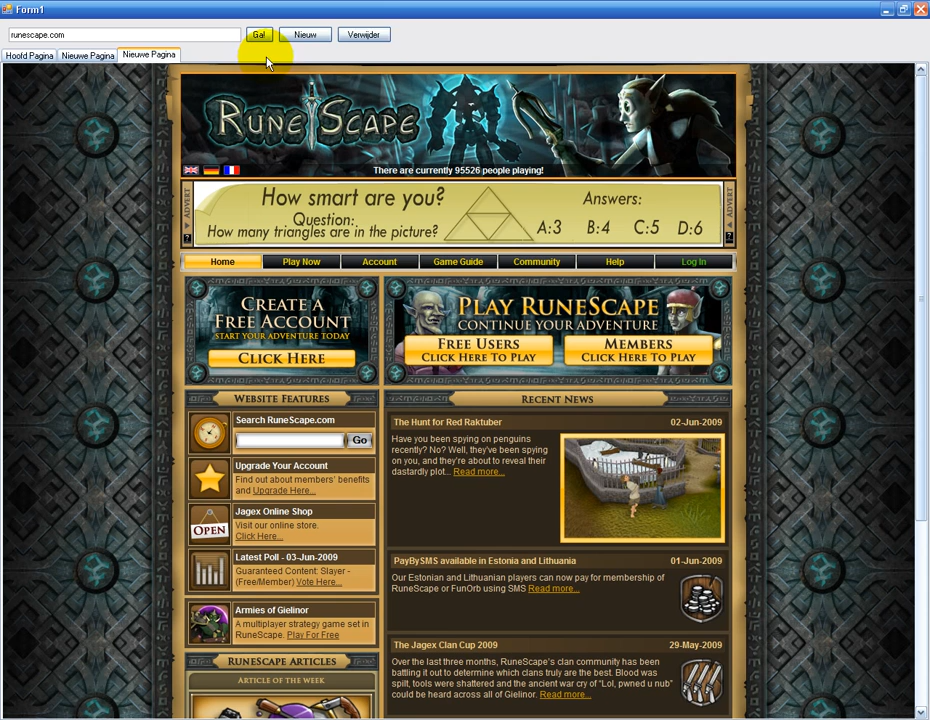 Form1
runescape.com
Ga!
Nieuw
Verwijder
Hoofd Pagina
Nieuwe Pagina
Nieuwe Pagina
RuneScape
There are currently 95526 people playing!
ADVERT
How smart are you?
Question:
How many triangles are in the picture?
Answers:
A:3 B:4 C:5 D:6
ADVERT
?
?
Home
Play Now
Account
Game Guide
Community
Help
Log In
Create a
Free Account
Start your adventure today
Click Here
Play RuneScape
Continue your Adventure
Free Users
Click Here To Play
Members
Click Here To Play
Website Features
Search RuneScape.com
Go
Upgrade Your Account
Find out about members' benefits
and Upgrade Here...
OPEN
Jagex Online Shop
Visit our online store.
Click Here...
Latest Poll - 03-Jun-2009
Guaranteed Content: Slayer -
(Free/Member) Vote Here...
Armies of Gielinor
A multiplayer strategy game set in
RuneScape. Play For Free
RuneScape Articles
Article of the Week
Recent News
The Hunt for Red Raktuber 02-Jun-2009
Have you been spying on penguins
recently? No? Well, they've been spying
on you, and they're about to reveal their
dastardly plot... Read more...
PayBySMS available in Estonia and Lithuania 01-Jun-2009
Our Estonian and Lithuanian players can now pay for membership of
RuneScape or FunOrb using SMS Read more...
The Jagex Clan Cup 2009 29-May-2009
Over the last three months, RuneScape's clan community has been
battling it out to determine which clans truly are the best. Blood was
spilt, tools were shattered and the ancient war cry of "Lol, pwned u nub"
could be heard across all of Gielinor. Read more...